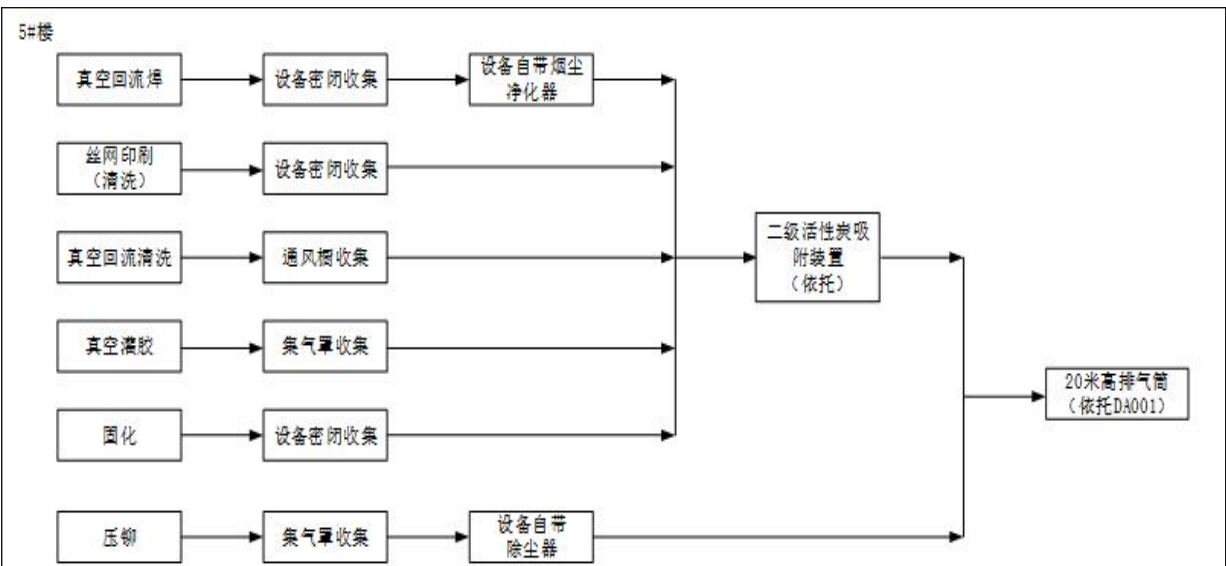 5#楼
真空回流焊
设备密闭收集
设备自带烟尘
净化器
丝网印刷
（清洗）
设备密闭收集
真空回流清洗
通风橱收集
二级活性炭吸
附装置
（依托）
真空灌胶
集气罩收集
20米高排气筒
（依托DA001）
固化
设备密闭收集
压铆
集气罩收集
设备自带
除尘器